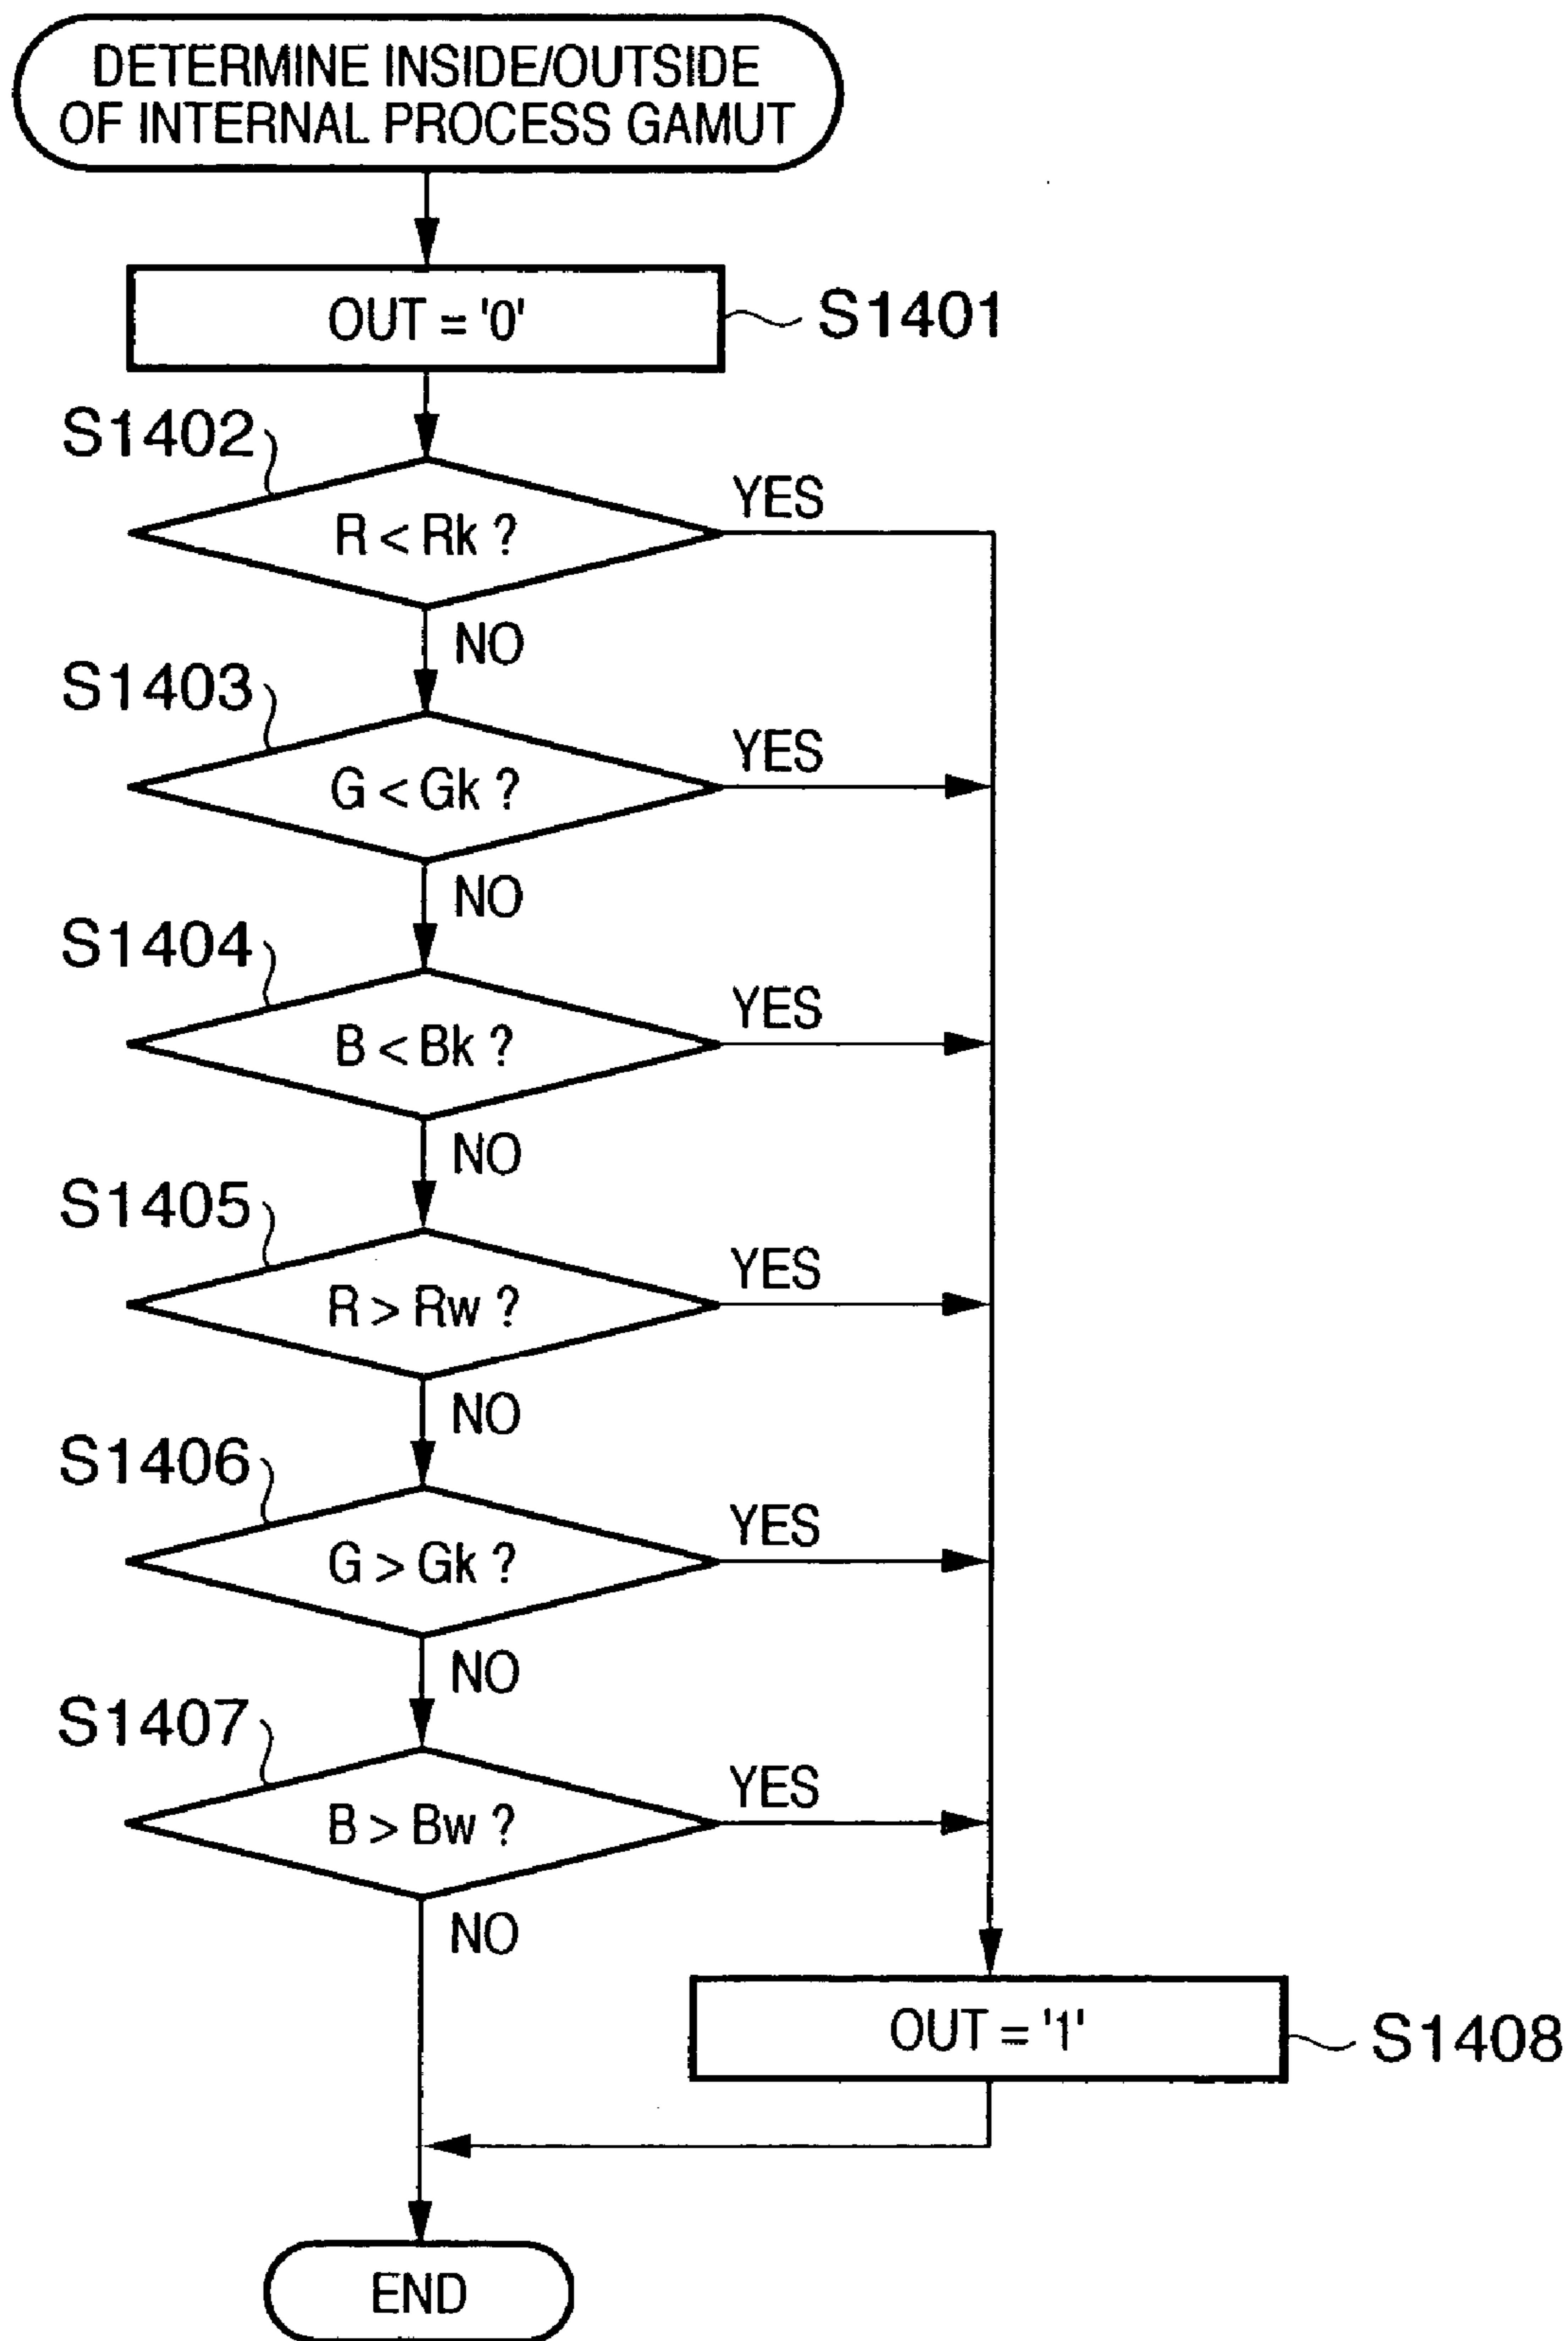 DETERMINE INSIDE/OUTSIDE
OF INTERNAL PROCESS GAMUT
OUT = '0'
S1401
S1402
R < Rk ?
YES
NO
S1403
G < Gk ?
YES
NO
S1404
B < Bk ?
YES
NO
S1405
R > Rw ?
YES
NO
S1406
G > Gk ?
YES
NO
S1407
B > Bw ?
YES
NO
OUT = '1'
S1408
END